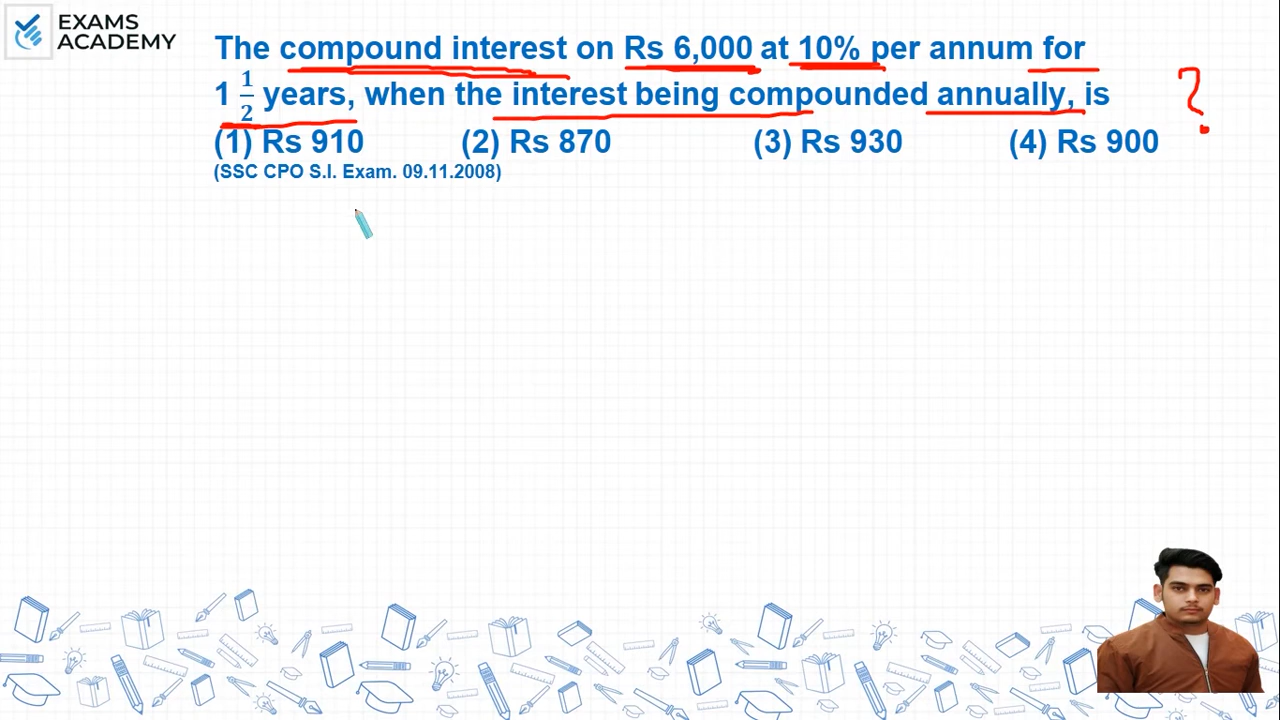 EXAMS
ACADEMY
The compound interest on Rs 6,000 at 10% per annum for
1 1/2 years, when the interest being compounded annually, is ?
(1) Rs 910 (2) Rs 870 (3) Rs 930 (4) Rs 900
(SSC CPO S.I. Exam. 09.11.2008)